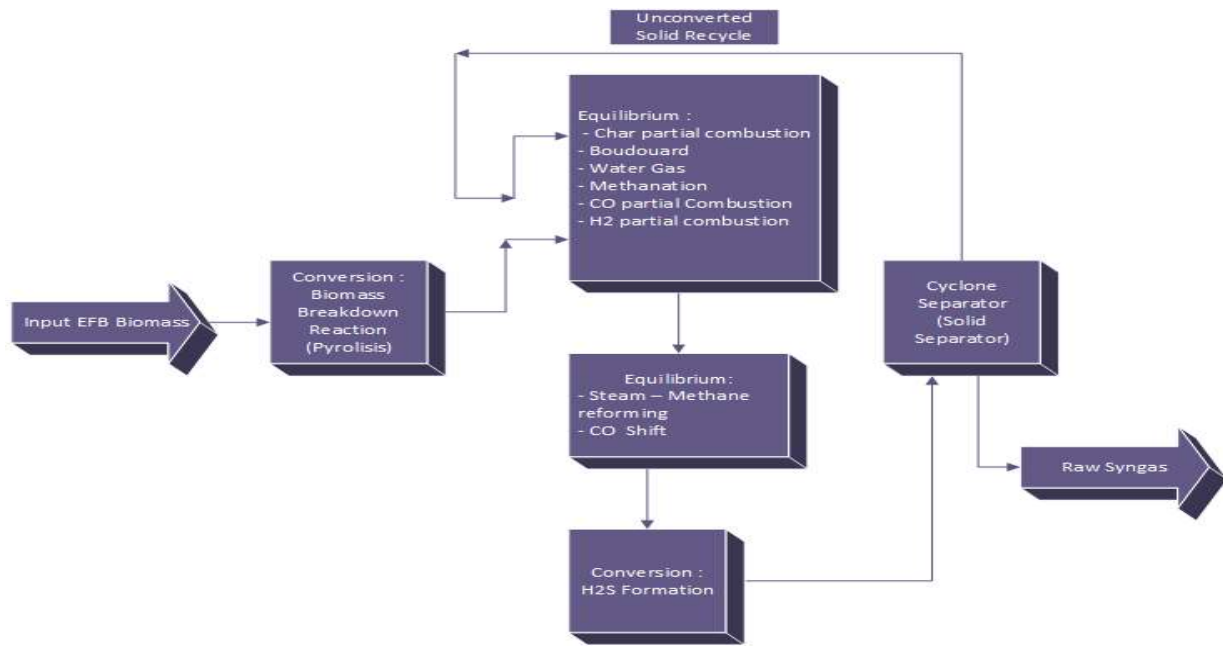 Unconverted
Solid Recycle
Equilibrium :
- Char partial combustion
- Boudouard
- Water Gas
- Methanation
- CO partial Combustion
- H2 partial combustion
Input EFB Biomass
Conversion :
Biomass
Breakdown
Reaction
(Pyrolisis)
Cyclone
Separator
(Solid
Separator)
Equilibrium :
- Steam – Methane
reforming
- CO Shift
Raw Syngas
Conversion :
H2S Formation